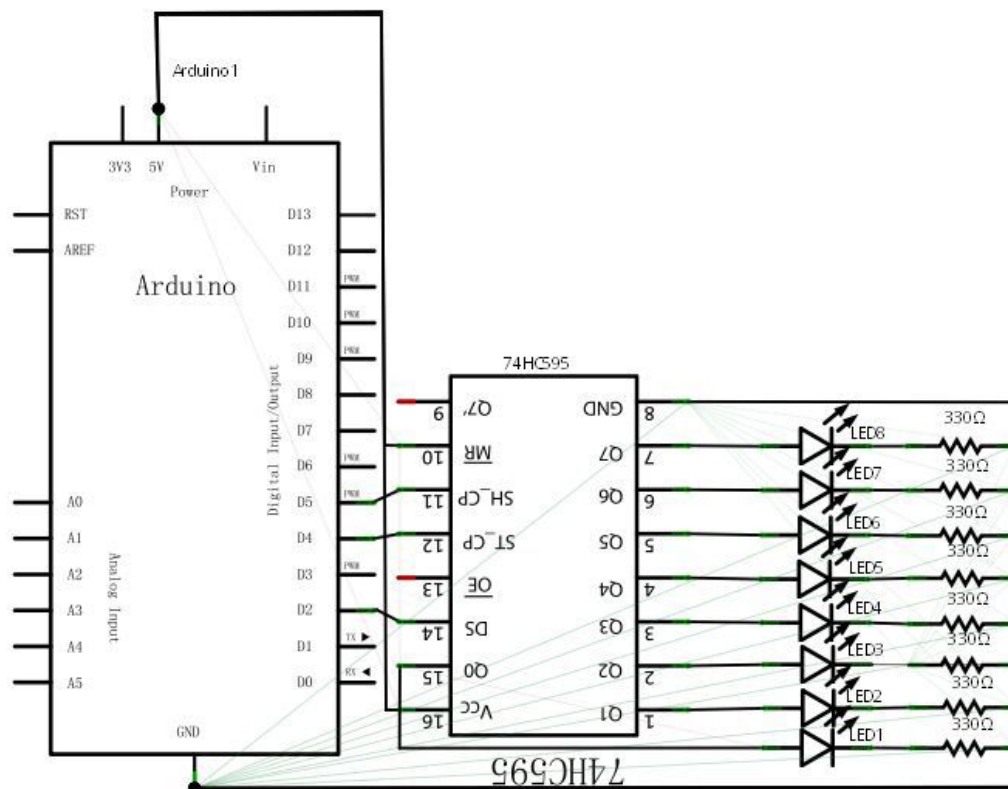 Arduino1
3V3
5V
Vin
Power
RST
AREF
Arduino
Digital Input/Output
D13
D12
D11
PWM
D10
PWM
D9
PWM
D8
D7
D6
PWM
D5
PWM
D4
D3
PWM
D2
D1
TX
D0
RX
A0
A1
A2
A3
A4
A5
Analog Input
GND
74HC595
9
Q7'
10
MR
11
SH_CP
12
ST_CP
13
OE
14
DS
15
Q0
16
Vcc
GND
8
Q7
7
Q6
6
Q5
5
Q4
4
Q3
3
Q2
2
Q1
1
74HC595
LED8
LED7
LED6
LED5
LED4
LED3
LED2
LED1
330Ω
330Ω
330Ω
330Ω
330Ω
330Ω
330Ω
330Ω